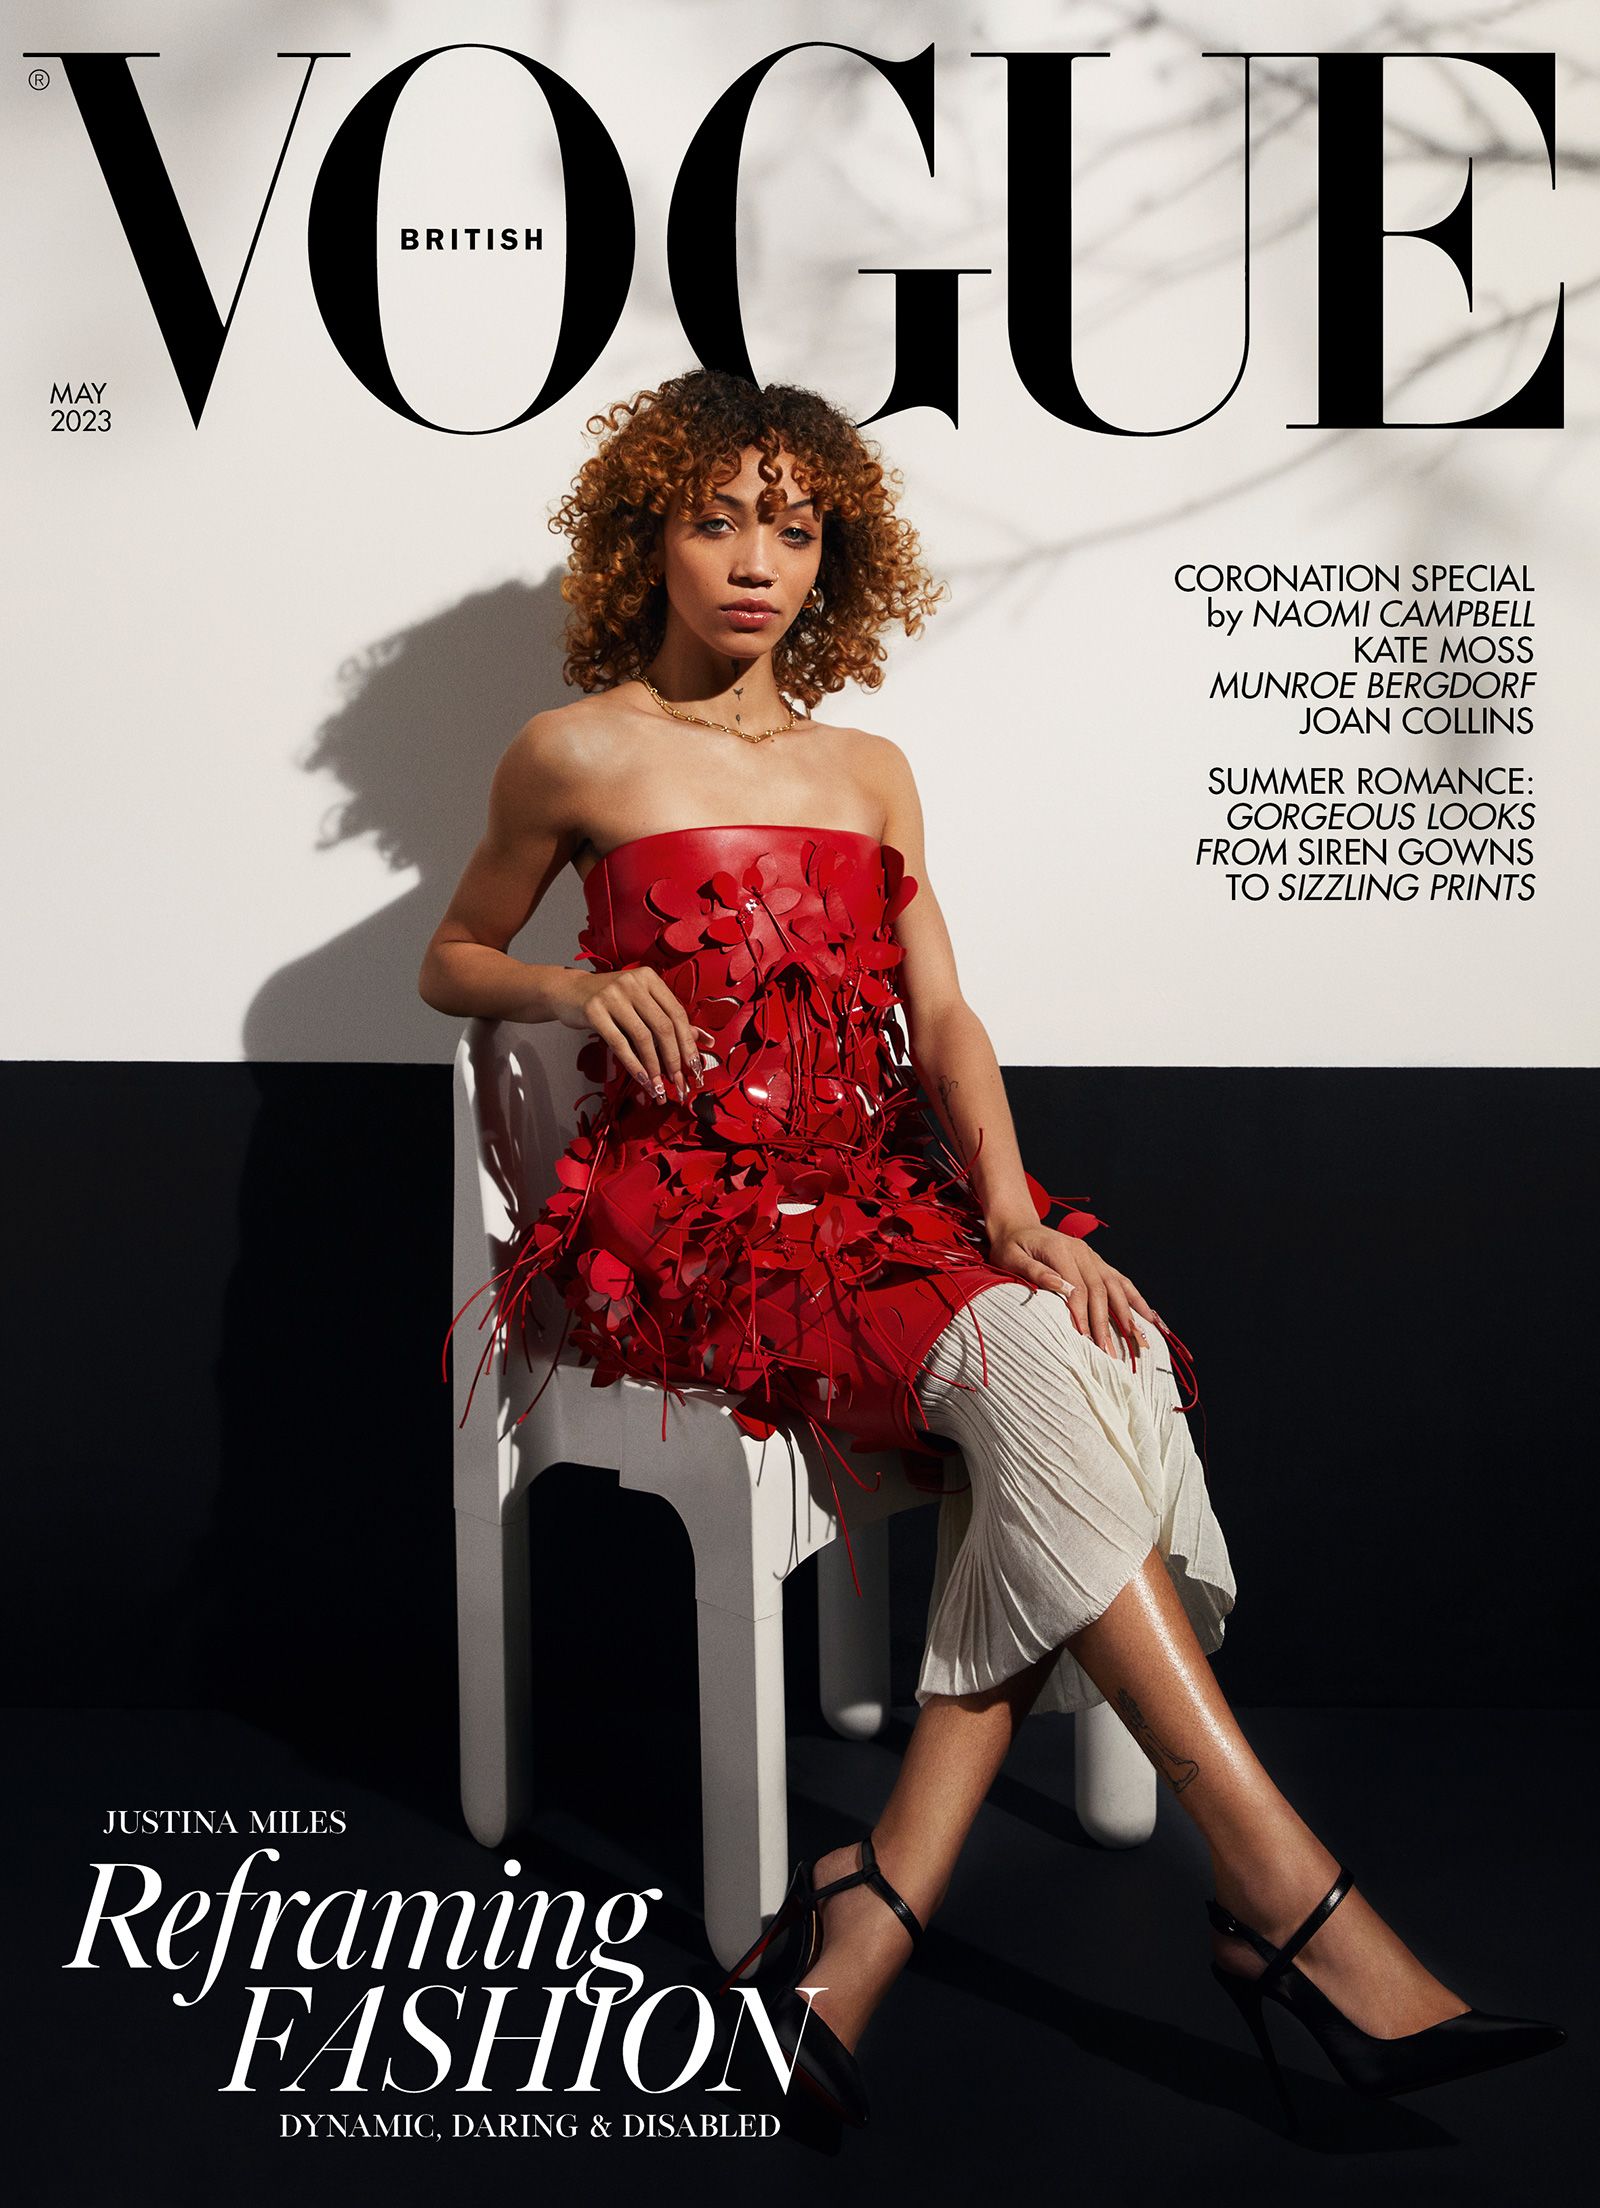 ®
VOGUE
BRITISH
MAY
2023
CORONATION SPECIAL
by NAOMI CAMPBELL
KATE MOSS
MUNROE BERGDORF
JOAN COLLINS
SUMMER ROMANCE:
GORGEOUS LOOKS
FROM SIREN GOWNS
TO SIZZLING PRINTS
JUSTINA MILES
Reframing
FASHION
DYNAMIC, DARING & DISABLED